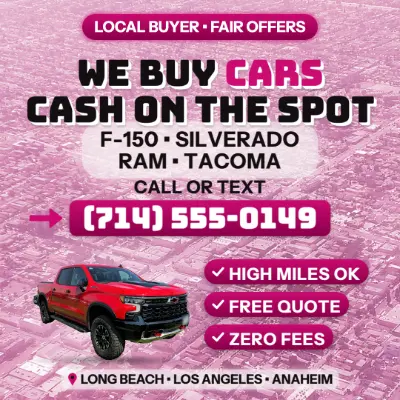 LOCAL BUYER • FAIR OFFERS
WE BUY CARS
CASH ON THE SPOT
F-150 • SILVERADO
RAM • TACOMA
CALL OR TEXT
(714) 555-0149
HIGH MILES OK
FREE QUOTE
ZERO FEES
LONG BEACH • LOS ANGELES • ANAHEIM